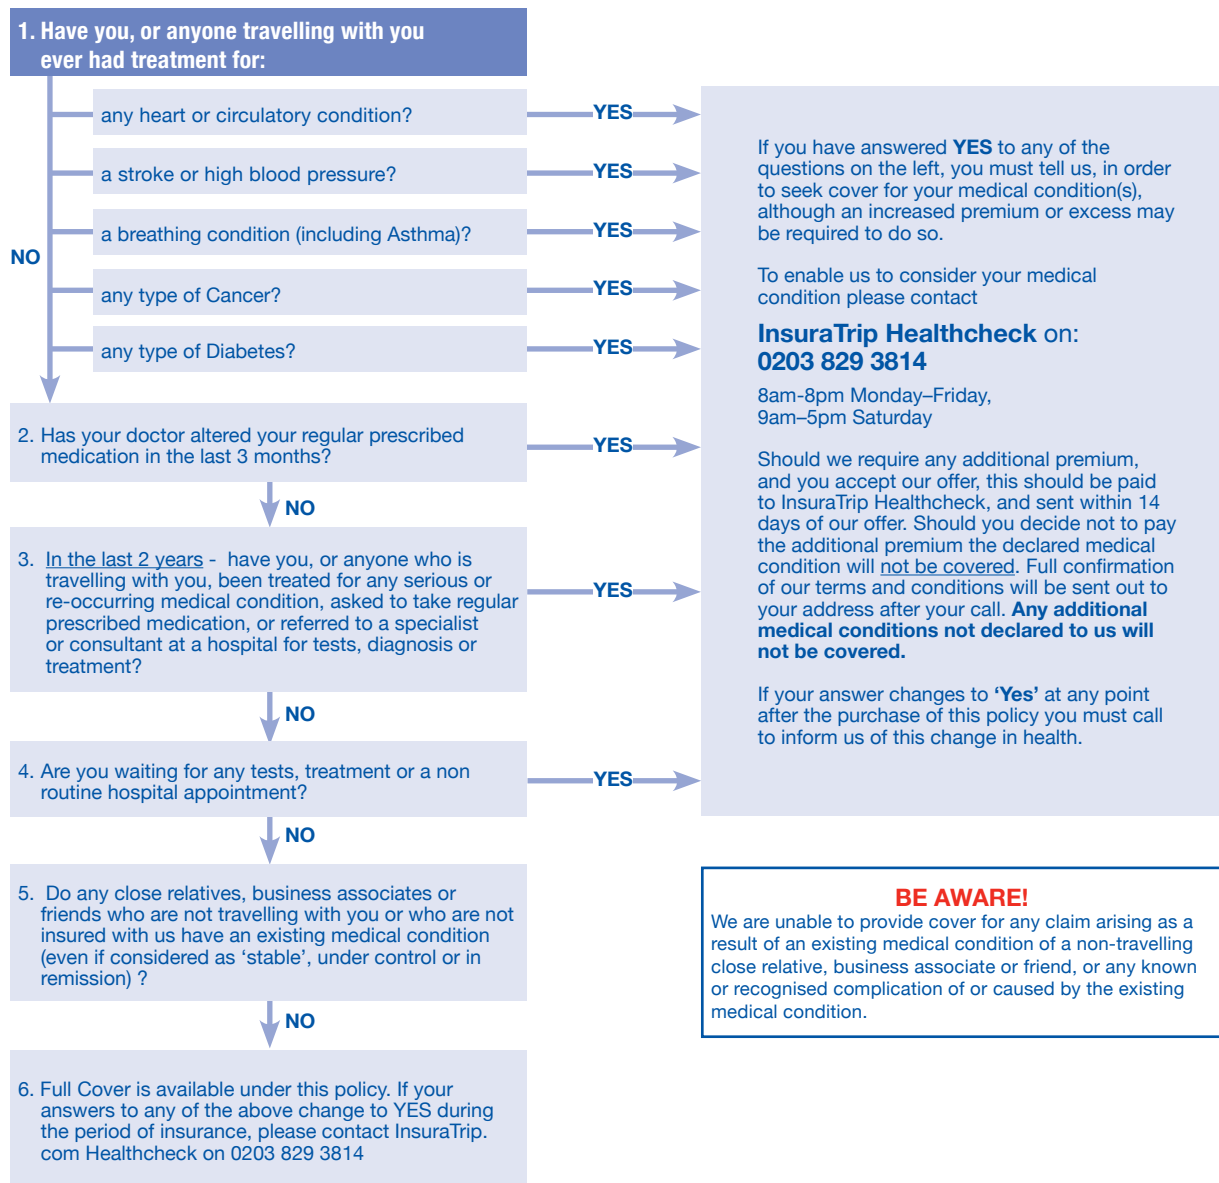 1. Have you, or anyone travelling with you
ever had treatment for:
any heart or circulatory condition?
YES
a stroke or high blood pressure?
YES
a breathing condition (including Asthma)?
YES
NO
any type of Cancer?
YES
any type of Diabetes?
YES
2. Has your doctor altered your regular prescribed
medication in the last 3 months?
YES
NO
3. In the last 2 years - have you, or anyone who is
travelling with you, been treated for any serious or
re-occurring medical condition, asked to take regular
prescribed medication, or referred to a specialist
or consultant at a hospital for tests, diagnosis or
treatment?
YES
NO
4. Are you waiting for any tests, treatment or a non
routine hospital appointment?
YES
NO
5. Do any close relatives, business associates or
friends who are not travelling with you or who are not
insured with us have an existing medical condition
(even if considered as ‘stable’, under control or in
remission) ?
NO
6. Full Cover is available under this policy. If your
answers to any of the above change to YES during
the period of insurance, please contact InsuraTrip.
com Healthcheck on 0203 829 3814
If you have answered YES to any of the
questions on the left, you must tell us, in order
to seek cover for your medical condition(s),
although an increased premium or excess may
be required to do so.
To enable us to consider your medical
condition please contact
InsuraTrip Healthcheck on:
0203 829 3814
8am-8pm Monday–Friday,
9am–5pm Saturday
Should we require any additional premium,
and you accept our offer, this should be paid
to InsuraTrip Healthcheck, and sent within 14
days of our offer. Should you decide not to pay
the additional premium the declared medical
condition will not be covered. Full confirmation
of our terms and conditions will be sent out to
your address after your call. Any additional
medical conditions not declared to us will
not be covered.
If your answer changes to ‘Yes’ at any point
after the purchase of this policy you must call
to inform us of this change in health.
BE AWARE!
We are unable to provide cover for any claim arising as a
result of an existing medical condition of a non-travelling
close relative, business associate or friend, or any known
or recognised complication of or caused by the existing
medical condition.